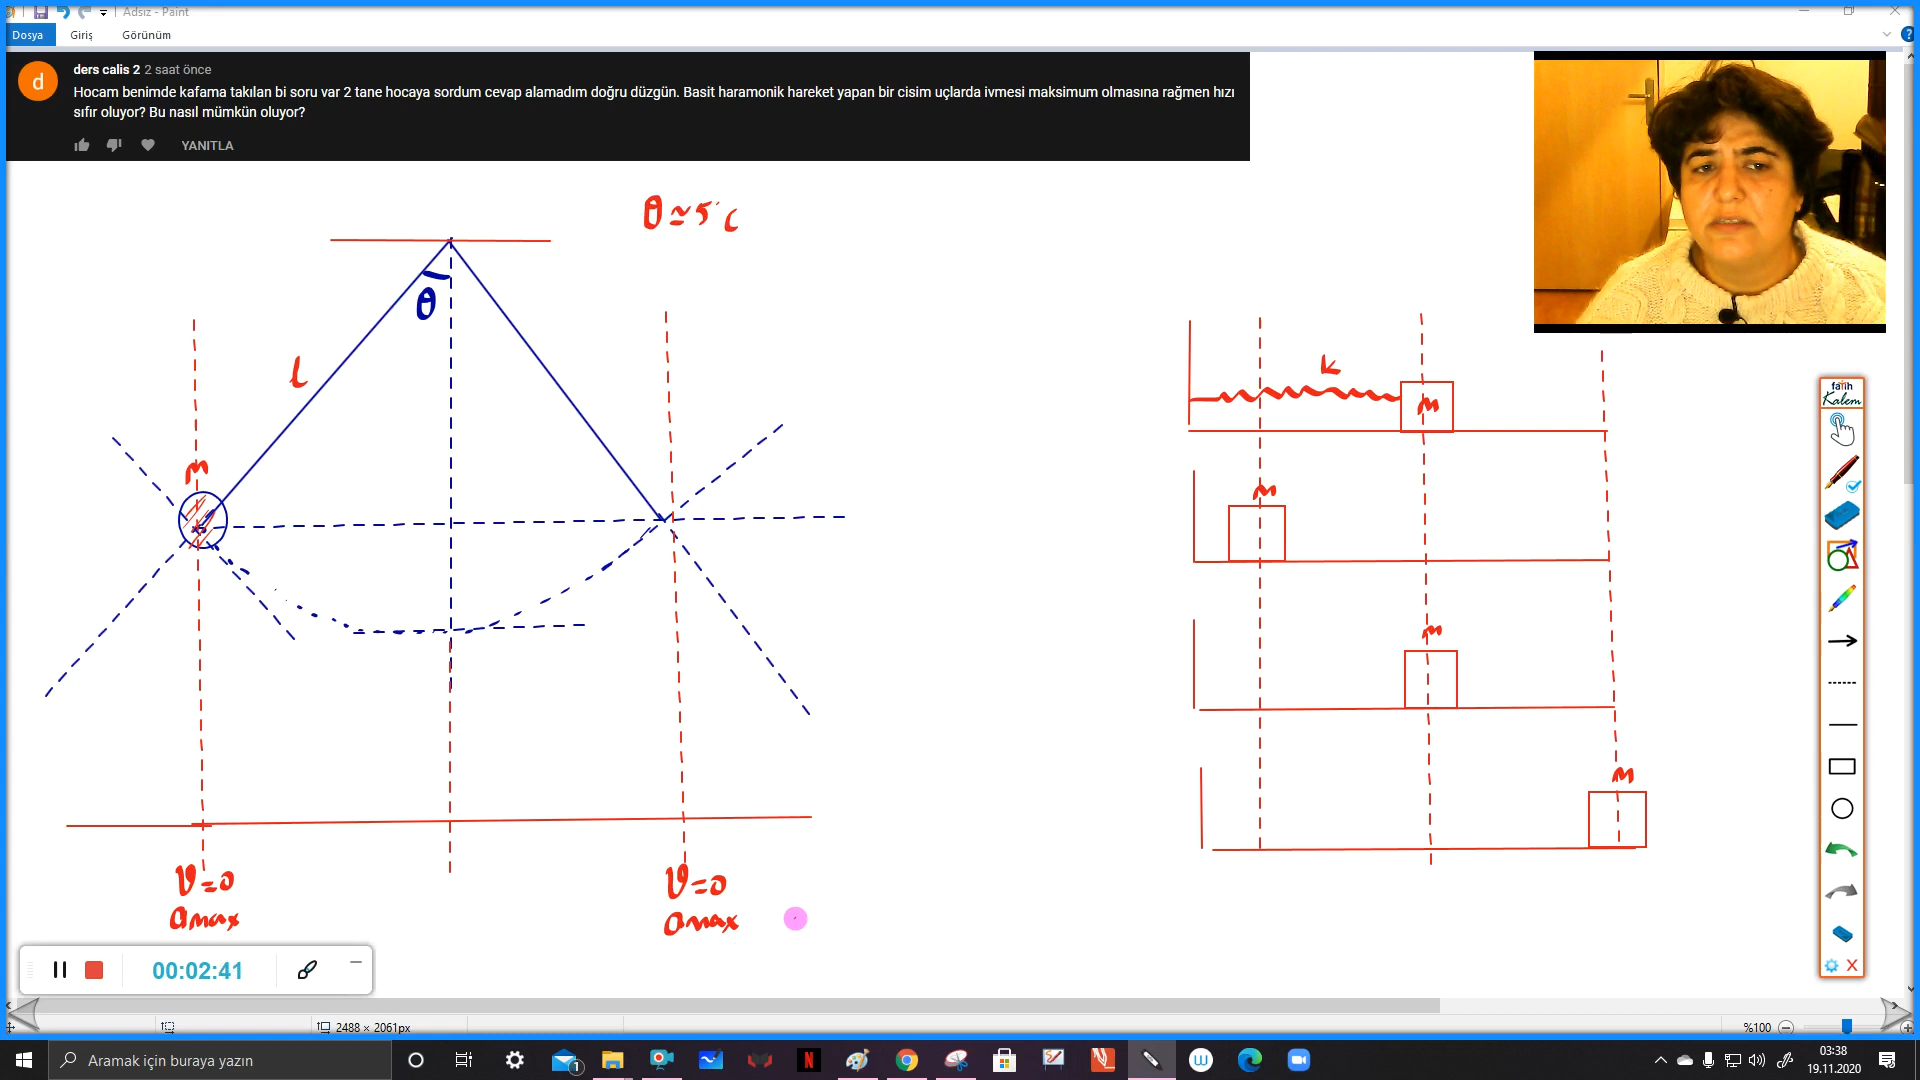 Adsız - Paint
Dosya Giriş Görünüm
d
ders calis 2 2 saat önce
Hocam benimde kafama takılan bi soru var 2 tane hocaya sordum cevap alamadım doğru düzgün. Basit haramonik hareket yapan bir cisim uçlarda ivmesi maksimum olmasına rağmen hızı
sıfır oluyor? Bu nasıl mümkün oluyor?
YANITLA
θ≃5°
θ
l
m
k
m
m
m
m
fatih
Kalem
V=0
amax
V=0
amax
00:02:41
2488 × 2061px
%100
Aramak için buraya yazın
1
N
W
03:38
19.11.2020